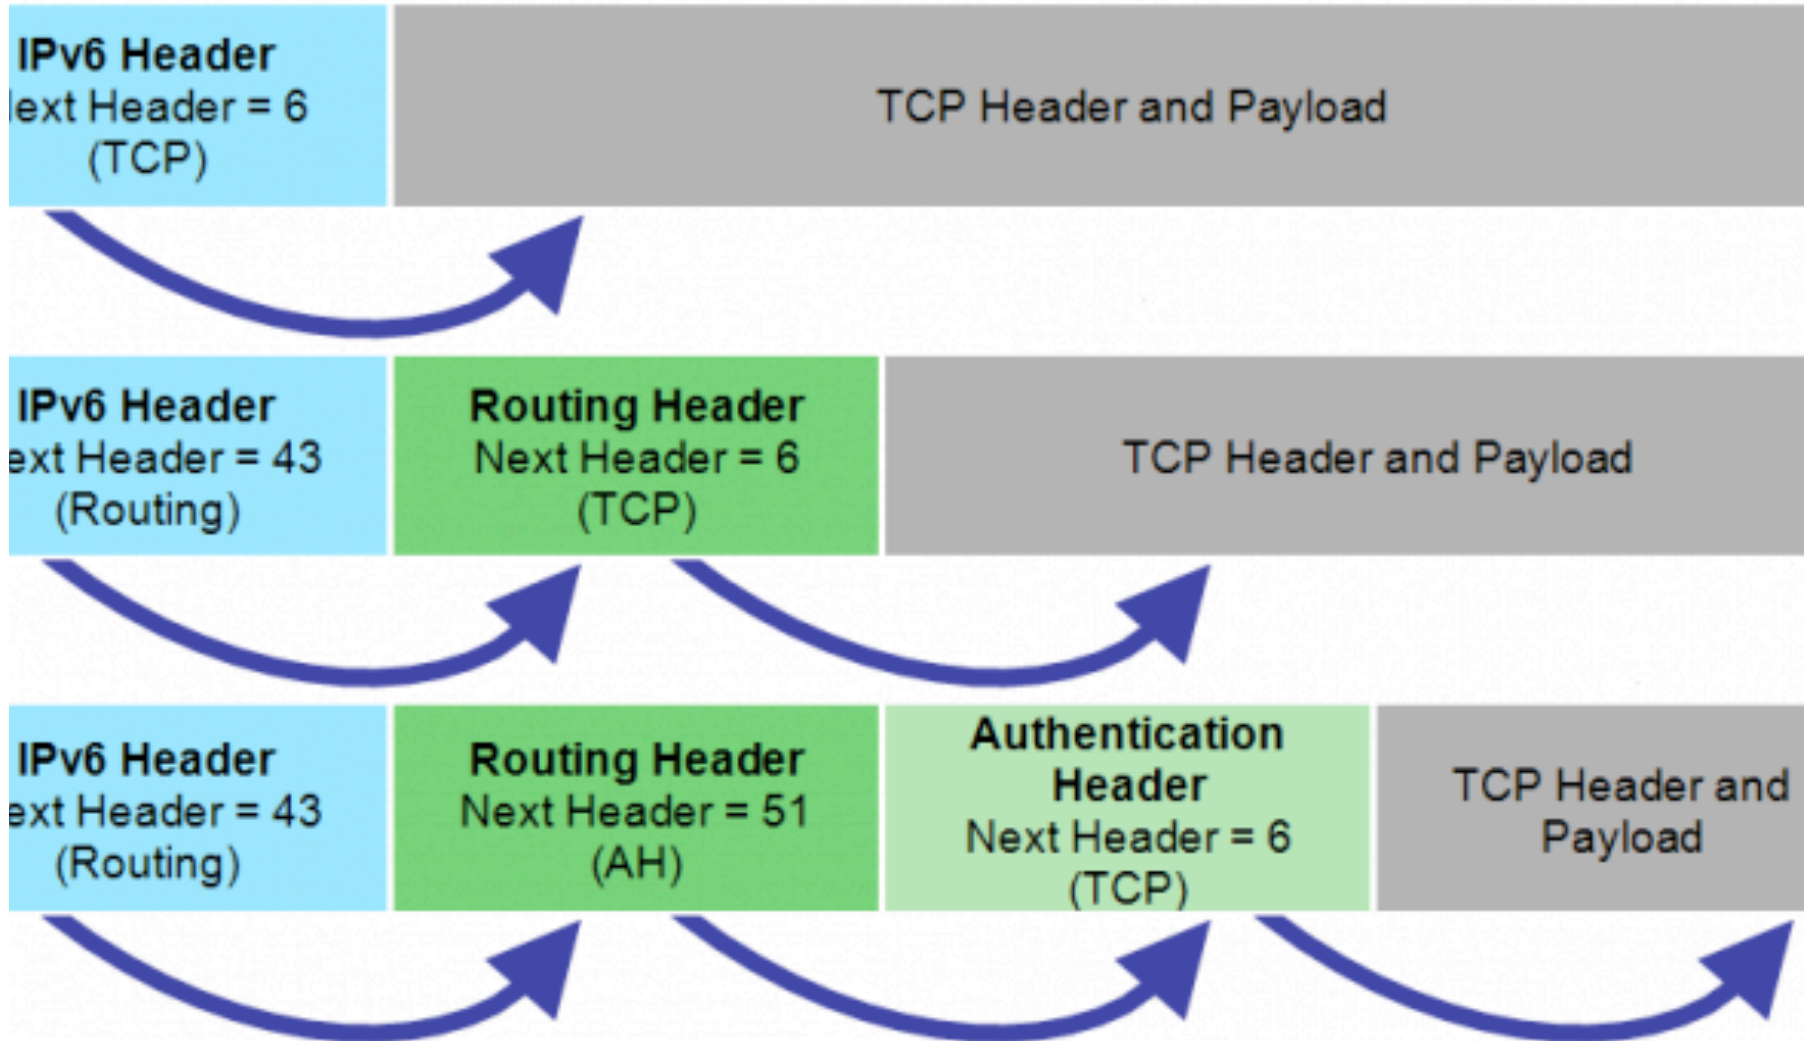 IPv6 Header
ext Header = 6
(TCP)
TCP Header and Payload
IPv6 Header
ext Header = 43
(Routing)
Routing Header
Next Header = 6
(TCP)
TCP Header and Payload
IPv6 Header
ext Header = 43
(Routing)
Routing Header
Next Header = 51
(AH)
Authentication
Header
Next Header = 6
(TCP)
TCP Header and
Payload